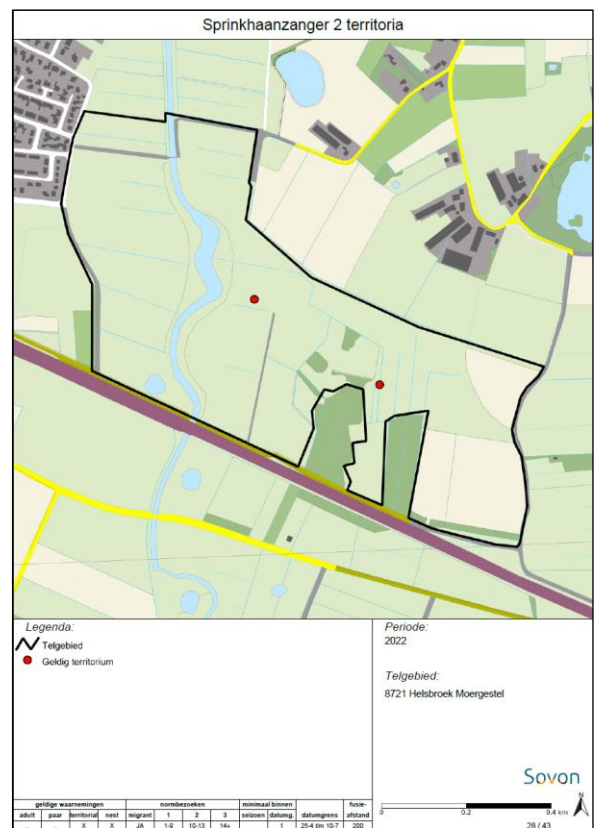 Sprinkhaanzanger 2 territoria
Legenda:
Telgebied
Geldig territorium
Periode:
2022
Telgebied:
8721 Helsbroek Moergestel
Sovon
0 0.2 0.4 km
N
28 / 43
geldige waarnemingen normbezoeken minimaal binnen fusie-
adult paar territorial nest migrant 1 2 3 seizoen datumg. datumgrens afstand
. . X X JA 1-9 10-13 14+ . 1 25-4 t/m 10-7 200